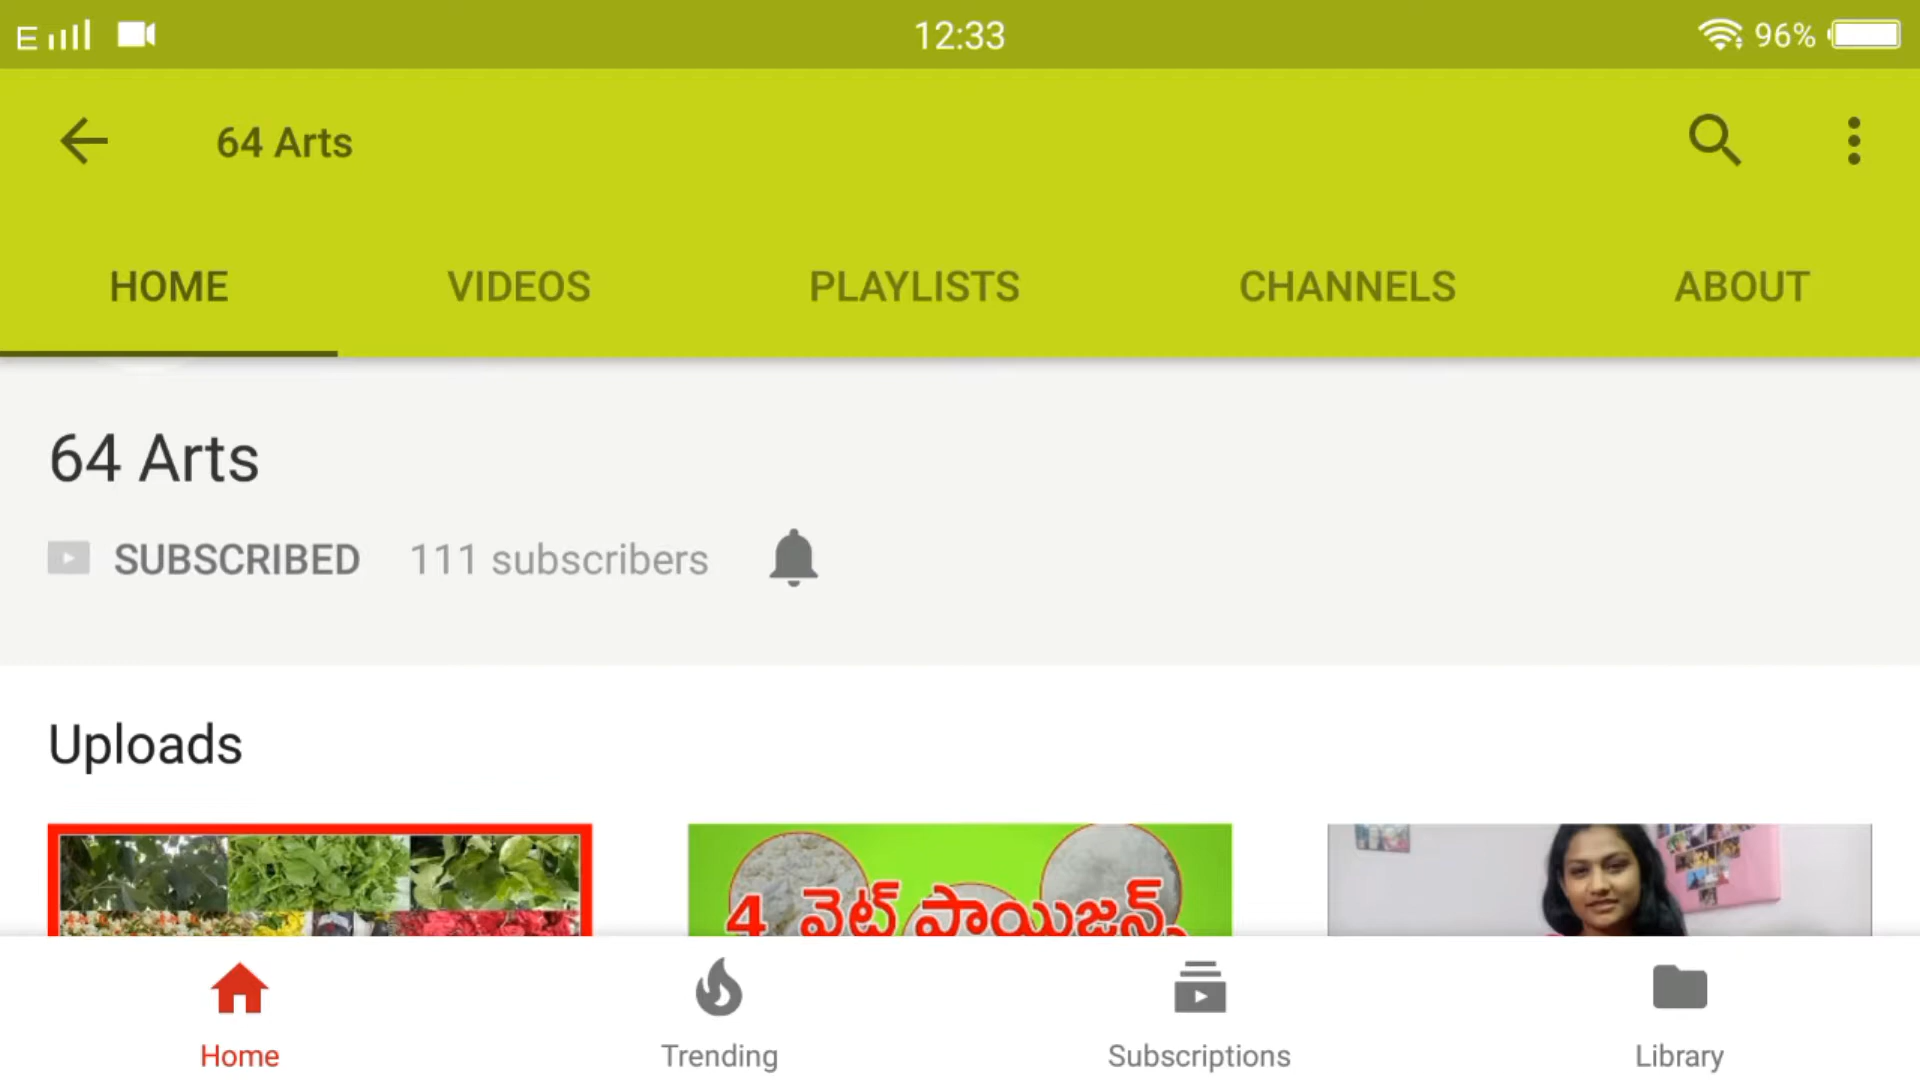 E 12:33 96%
64 Arts
HOME VIDEOS PLAYLISTS CHANNELS ABOUT
64 Arts
SUBSCRIBED 111 subscribers
Uploads
4 వైట్ పాయిజన్స్
Home Trending Subscriptions Library